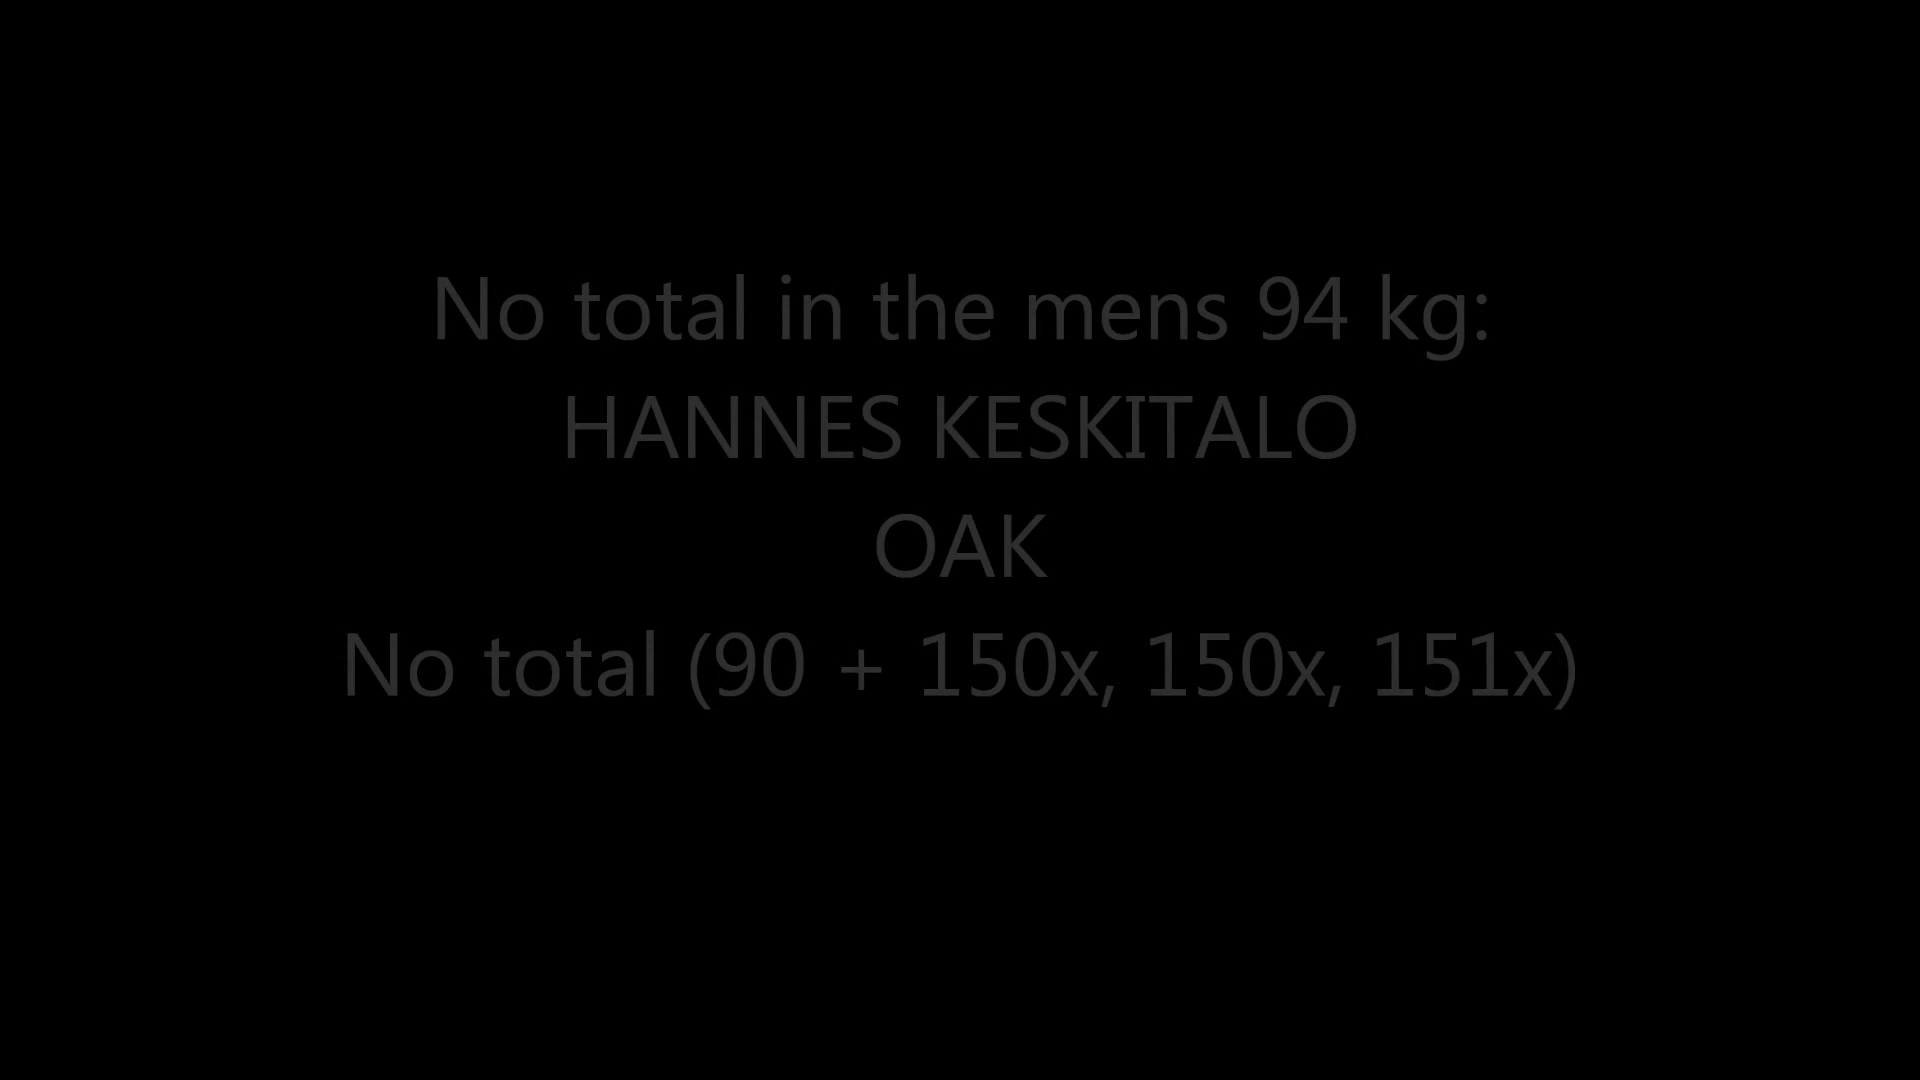 No total in the mens 94 kg:
HANNES KESKITALO
OAK
No total (90 + 150x, 150x, 151x)